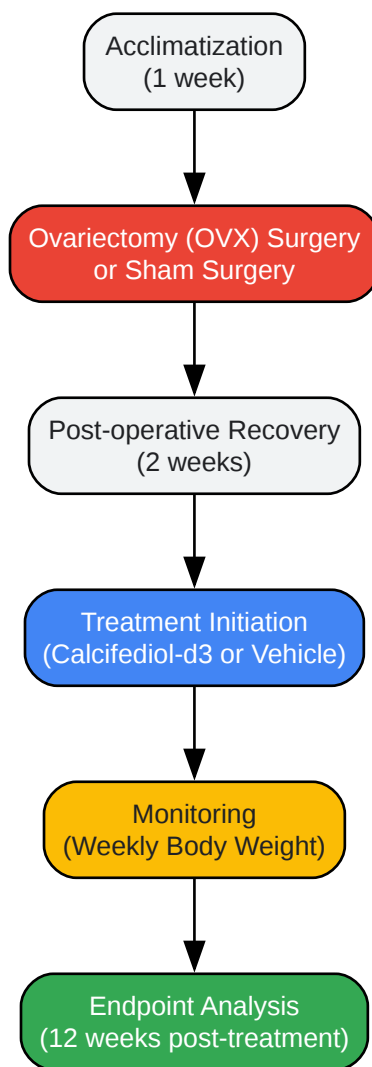 Acclimatization
(1 week)
Ovariectomy (OVX) Surgery
or Sham Surgery
Post-operative Recovery
(2 weeks)
Treatment Initiation
(Calcifediol-d3 or Vehicle)
Monitoring
(Weekly Body Weight)
Endpoint Analysis
(12 weeks post-treatment)